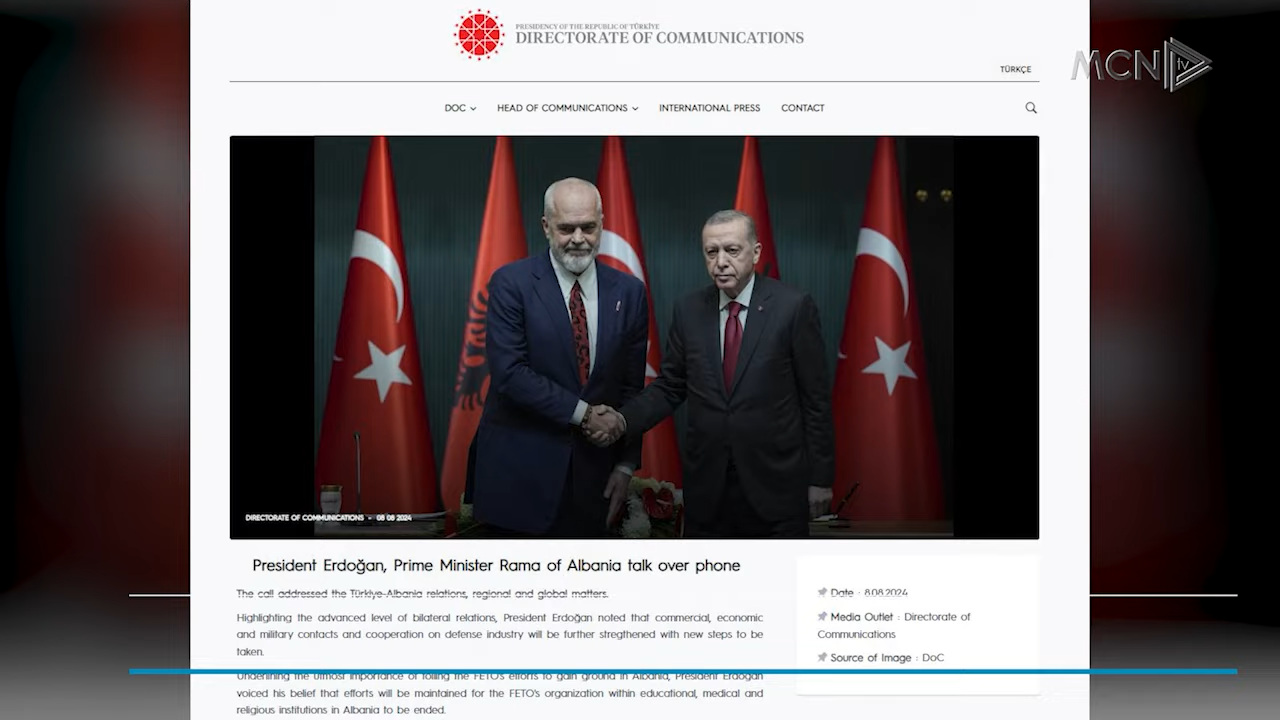 PRESIDENCY OF THE REPUBLIC OF TÜRKİYE
DIRECTORATE OF COMMUNICATIONS
MCN tv
TÜRKÇE
DOC
HEAD OF COMMUNICATIONS
INTERNATIONAL PRESS
CONTACT
DIRECTORATE OF COMMUNICATIONS - 08 08 2024
President Erdoğan, Prime Minister Rama of Albania talk over phone
The call addressed the Türkiye-Albania relations, regional and global matters.
Highlighting the advanced level of bilateral relations, President Erdoğan noted that commercial, economic
and military contacts and cooperation on defense industry will be further stregthened with new steps to be
taken.
Underlining the utmost importance of foiling the FETO's efforts to gain ground in Albania, President Erdoğan
voiced his belief that efforts will be maintained for the FETO's organization within educational, medical and
religious institutions in Albania to be ended.
Date : 8.08.2024
Media Outlet : Directorate of
Communications
Source of Image : DoC